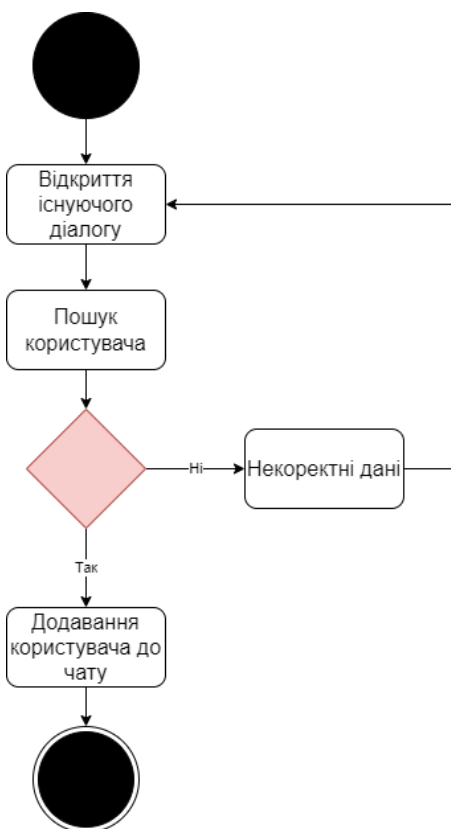 Відкриття
існуючого
діалогу
Пошук
користувача
Ні
Некоректні дані
Так
Додавання
користувача до
чату